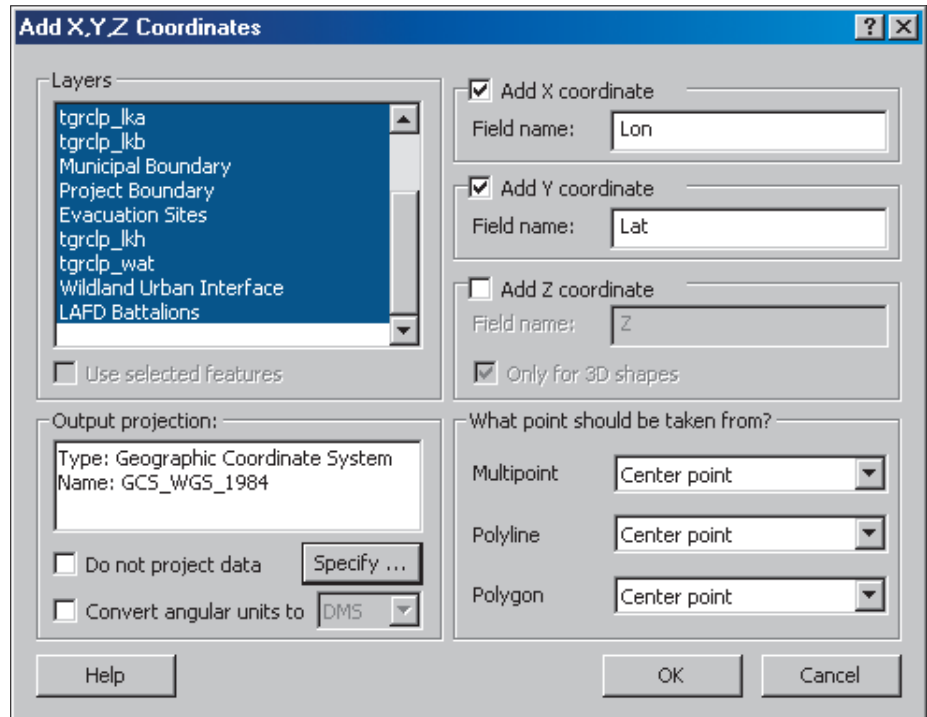 Add X,Y,Z Coordinates
Layers
tgrclp_lka
tgrclp_lkb
Municipal Boundary
Project Boundary
Evacuation Sites
tgrclp_lkh
tgrclp_wat
Wildland Urban Interface
LAFD Battalions
Use selected features
Add X coordinate
Field name: Lon
Add Y coordinate
Field name: Lat
Add Z coordinate
Field name: Z
Only for 3D shapes
Output projection:
Type: Geographic Coordinate System
Name: GCS_WGS_1984
Do not project data Specify ...
Convert angular units to DMS
What point should be taken from?
Multipoint Center point
Polyline Center point
Polygon Center point
Help OK Cancel